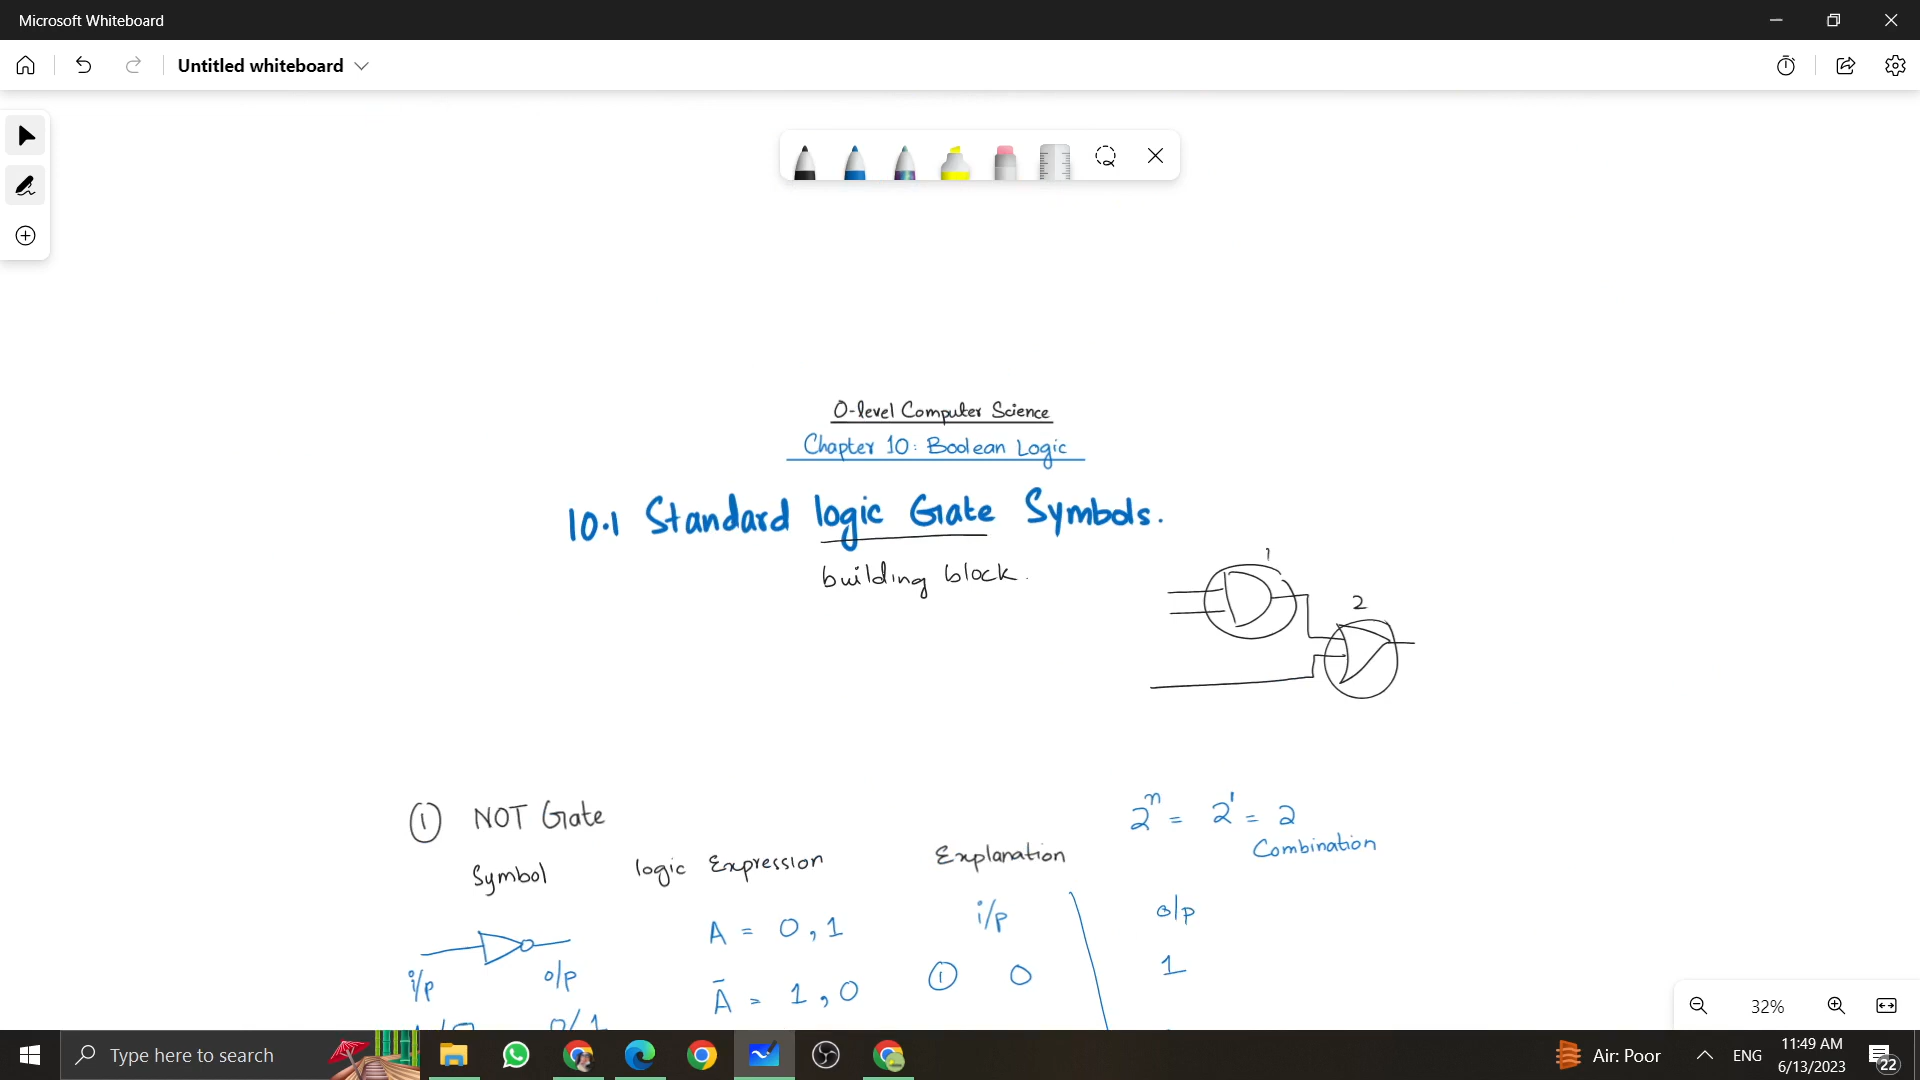 Microsoft Whiteboard
Untitled whiteboard
O-level Computer Science
Chapter 10: Boolean Logic
10.1 Standard logic Gate Symbols.
building block.
1
2
① NOT Gate
2ⁿ = 2¹ = 2
Combination
Symbol logic Expression Explanation
i/p o/p
A = 0, 1
i/p o/p
① 0 1
Ā = 1, 0
0/1
32%
Type here to search
Air: Poor
ENG
11:49 AM
6/13/2023
22